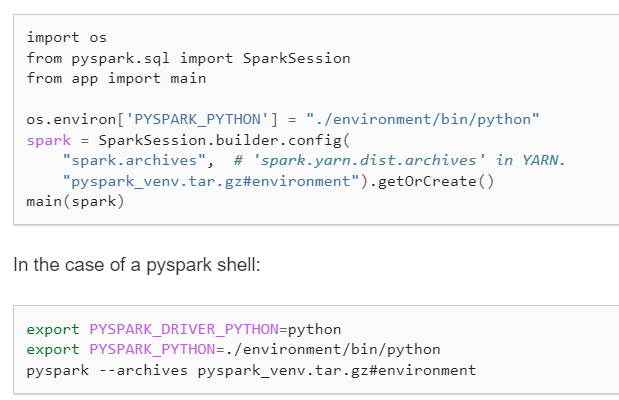 import os
from pyspark.sql import SparkSession
from app import main
os.environ['PYSPARK_PYTHON'] = "./environment/bin/python"
spark = SparkSession.builder.config(
    "spark.archives",  # 'spark.yarn.dist.archives' in YARN.
    "pyspark_venv.tar.gz#environment").getOrCreate()
main(spark)
In the case of a pyspark shell:
export PYSPARK_DRIVER_PYTHON=python
export PYSPARK_PYTHON=./environment/bin/python
pyspark --archives pyspark_venv.tar.gz#environment